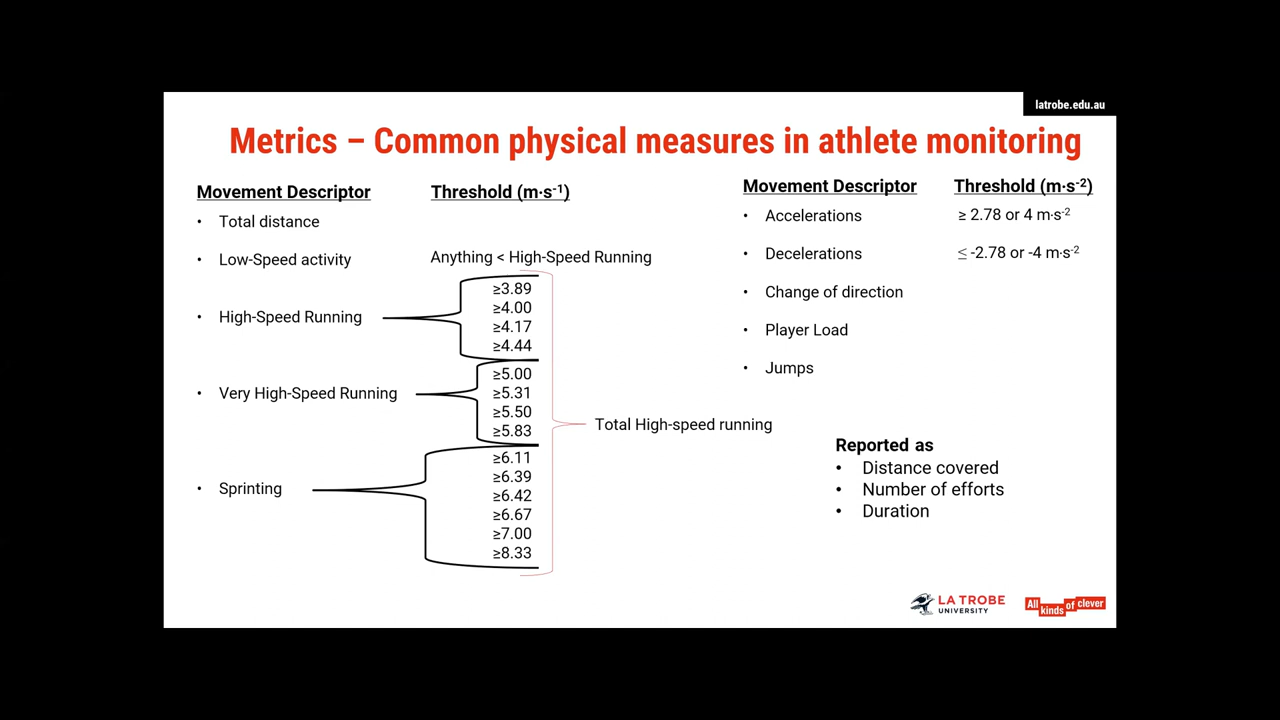 latrobe.edu.au
Metrics – Common physical measures in athlete monitoring
Movement Descriptor
Threshold (m·s-1)
• Total distance
• Low-Speed activity
Anything < High-Speed Running
• High-Speed Running
≥3.89
≥4.00
≥4.17
≥4.44
• Very High-Speed Running
≥5.00
≥5.31
≥5.50
≥5.83
• Sprinting
≥6.11
≥6.39
≥6.42
≥6.67
≥7.00
≥8.33
Total High-speed running
Movement Descriptor
Threshold (m·s-2)
• Accelerations
≥ 2.78 or 4 m·s-2
• Decelerations
≤ -2.78 or -4 m·s-2
• Change of direction
• Player Load
• Jumps
Reported as
• Distance covered
• Number of efforts
• Duration
LA TROBE
UNIVERSITY
All kinds of clever